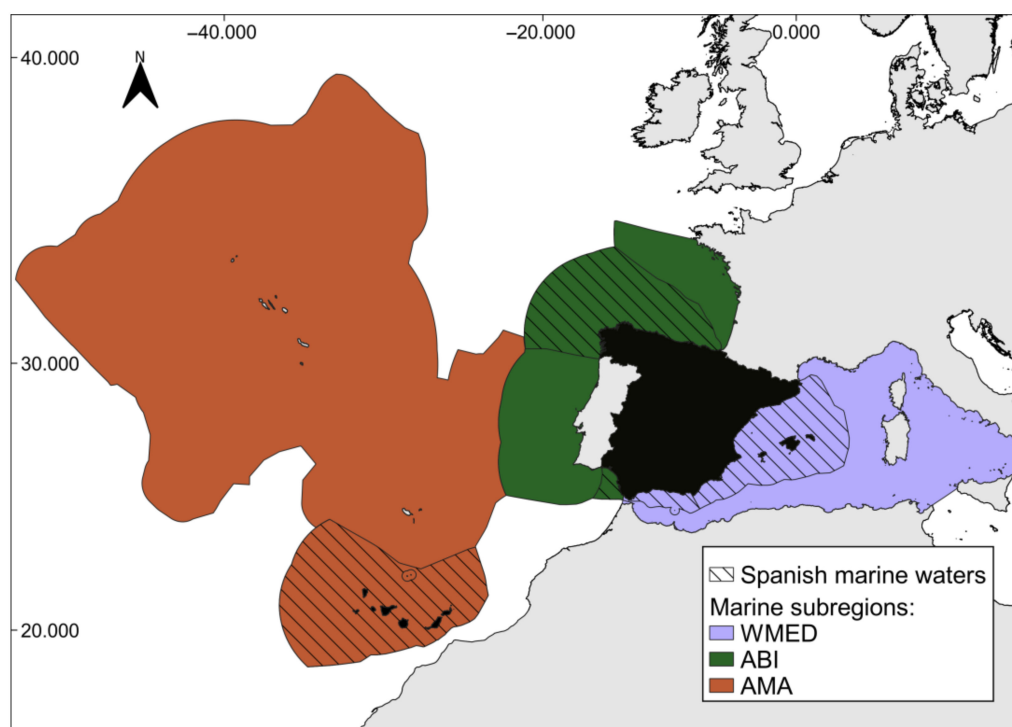 −40.000 −20.000 0.000
40.000
N
30.000
20.000
Spanish marine waters
Marine subregions:
WMED
ABI
AMA